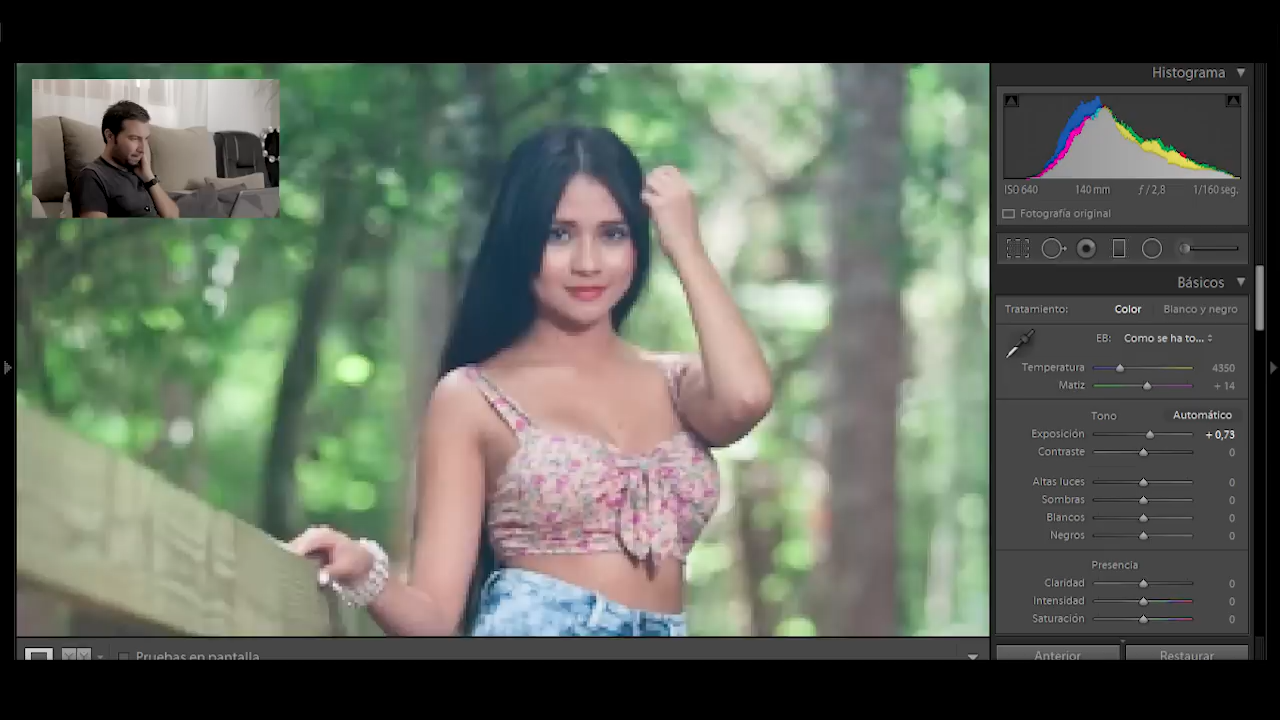 Histograma
ISO 640 140 mm ƒ / 2,8 1/160 seg.
Fotografía original
Básicos
Tratamiento: Color Blanco y negro
EB: Como se ha to...
Temperatura 4350
Matiz + 14
Tono Automático
Exposición + 0,73
Contraste 0
Altas luces 0
Sombras 0
Blancos 0
Negros 0
Presencia
Claridad 0
Intensidad 0
Saturación 0
Pruebas en pantalla
Anterior Restaurar